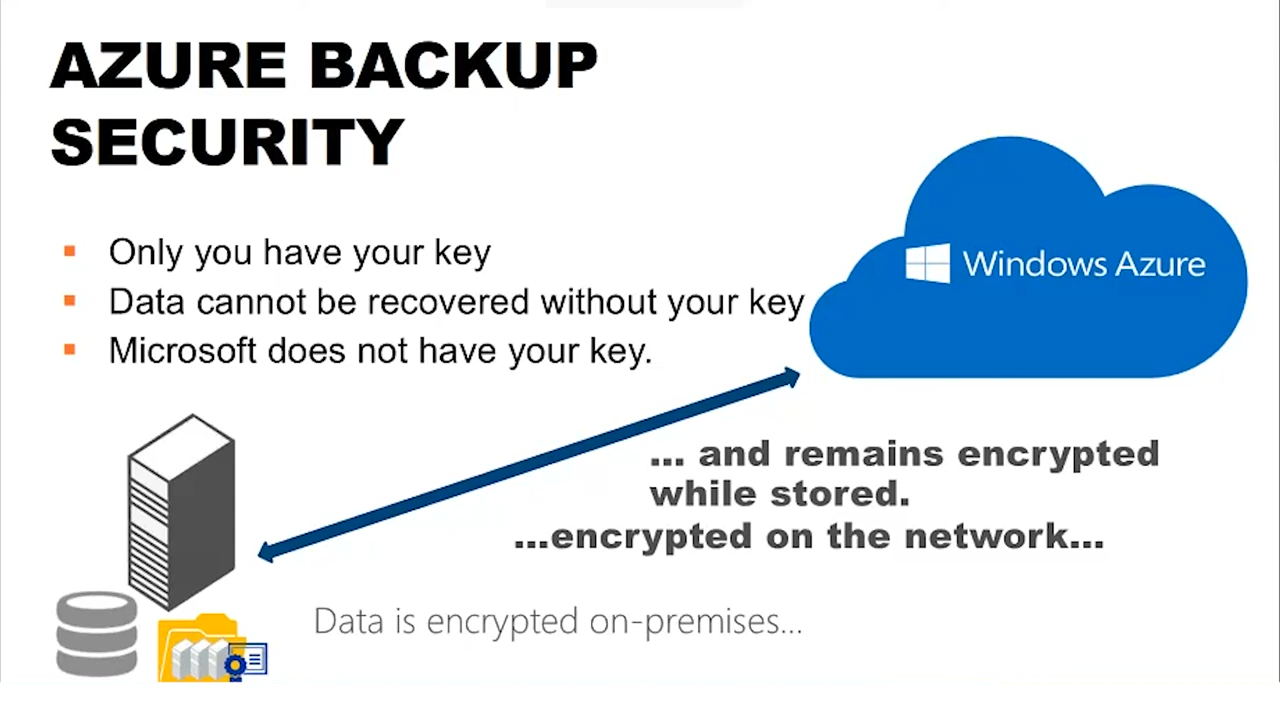 AZURE BACKUP
SECURITY
Only you have your key
Data cannot be recovered without your key
Microsoft does not have your key.
Windows Azure
... and remains encrypted
while stored.
...encrypted on the network...
Data is encrypted on-premises...